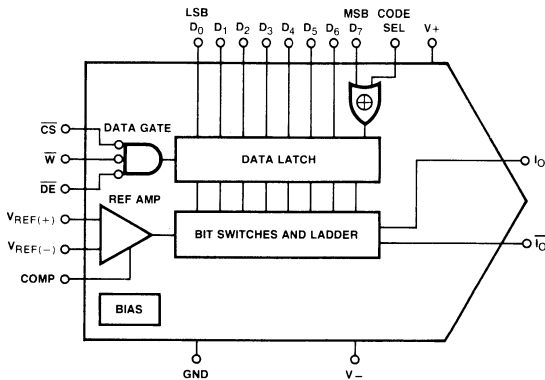 LSB MSB CODE
D0 D1 D2 D3 D4 D5 D6 D7 SEL V+
CS DATA GATE
W
DE
DATA LATCH
IO
REF AMP
VREF(+)
VREF(−)
BIT SWITCHES AND LADDER
IO
COMP
BIAS
GND V−